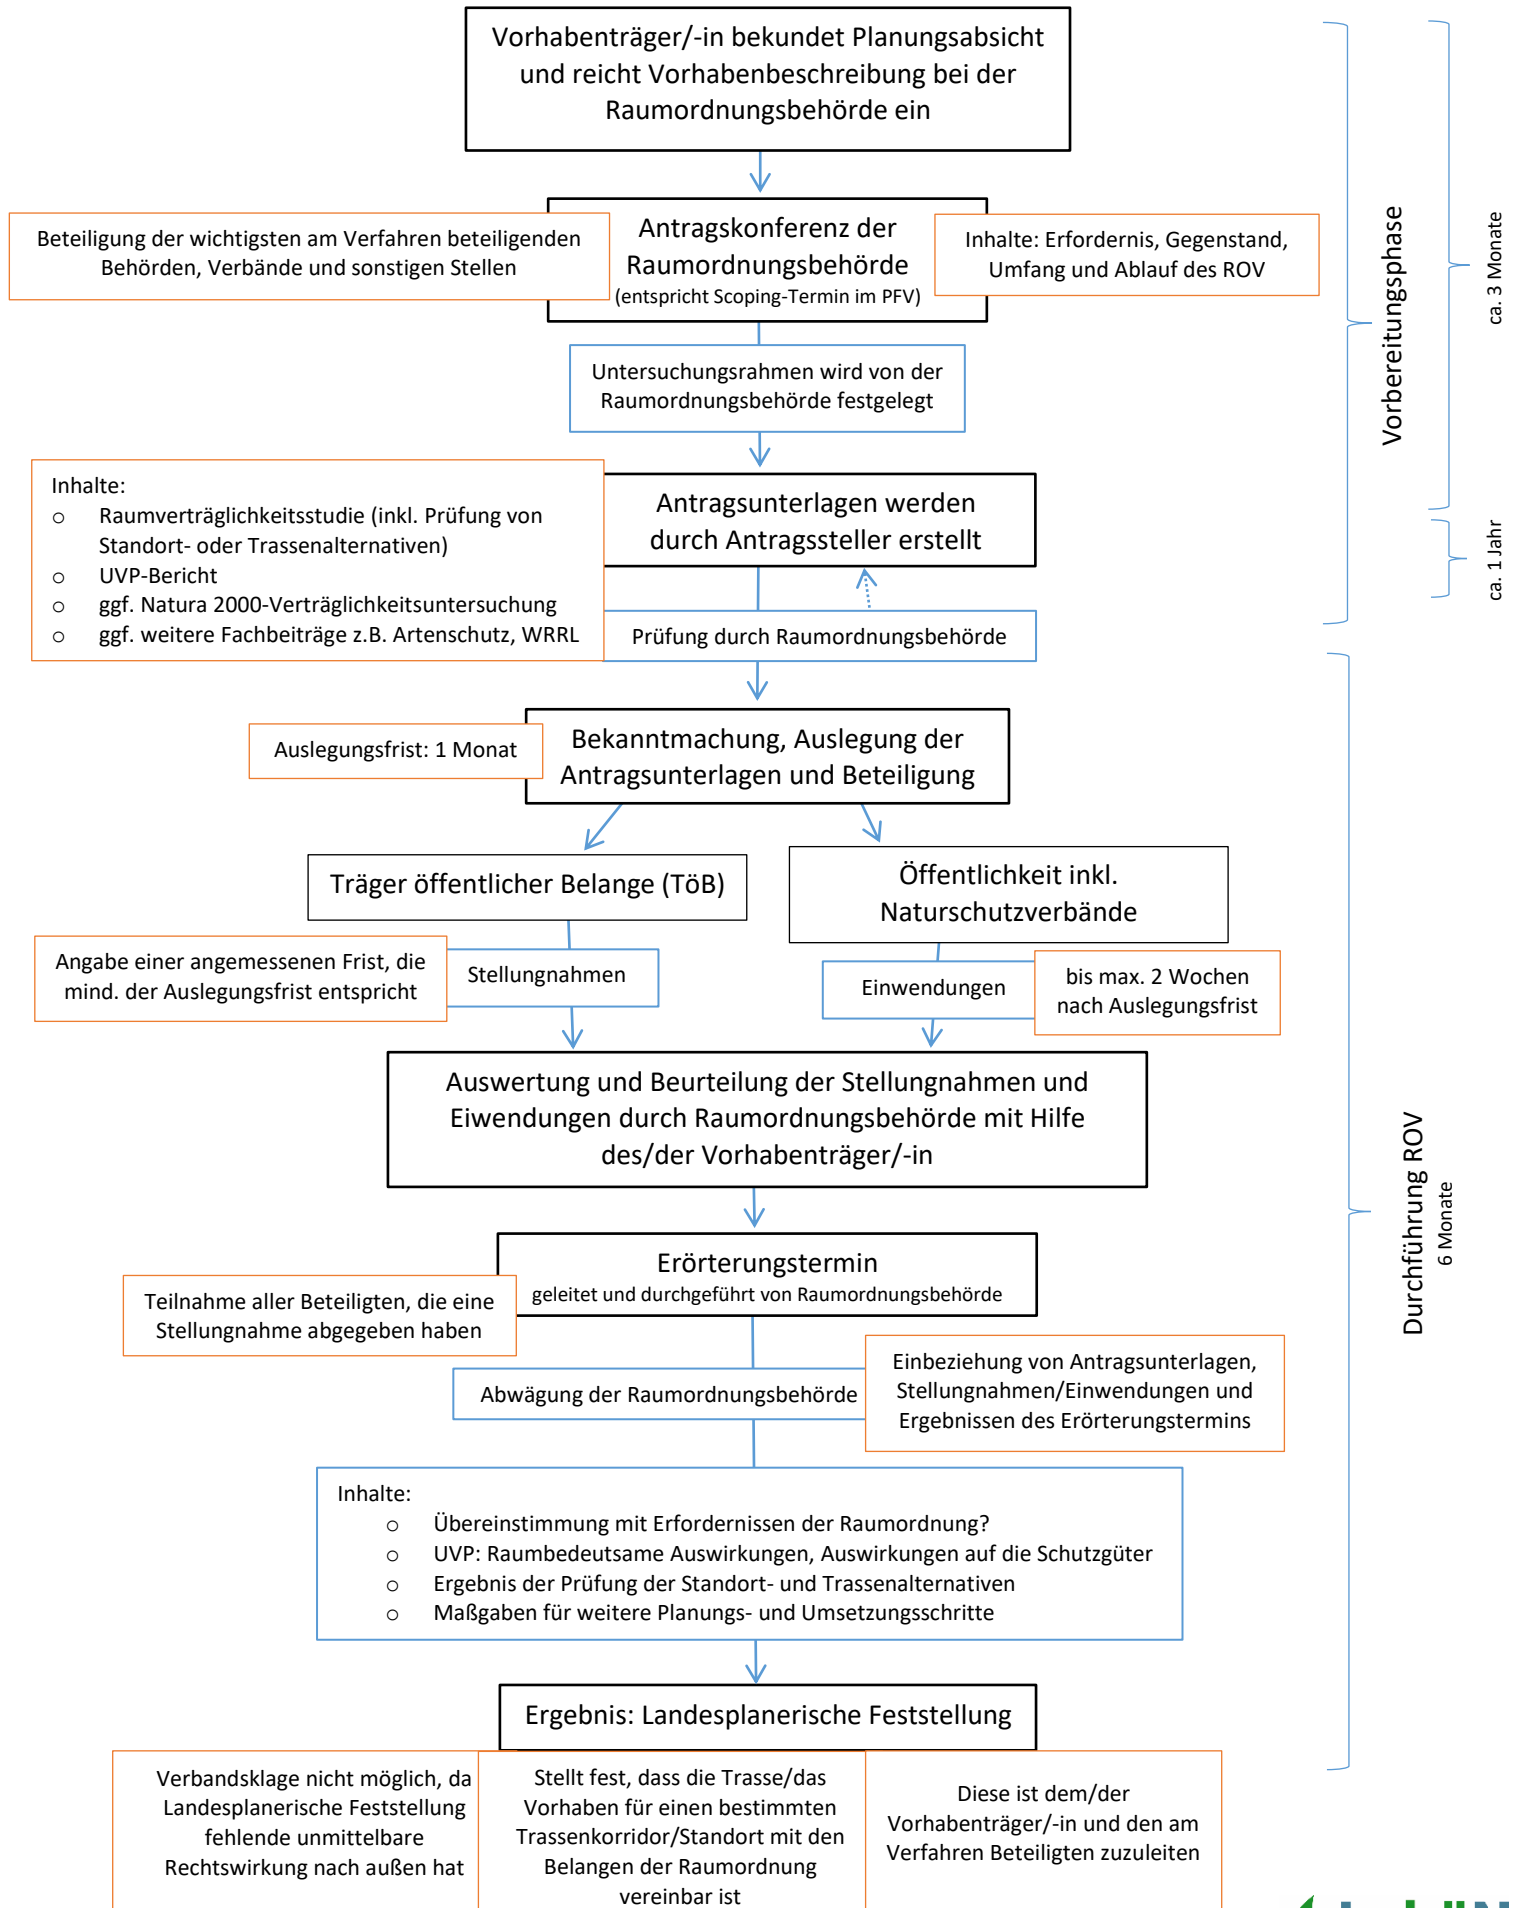 Vorhabenträger/-in bekundet Planungsabsicht
und reicht Vorhabenbeschreibung bei der
Raumordnungsbehörde ein
Beteiligung der wichtigsten am Verfahren beteiligenden
Behörden, Verbände und sonstigen Stellen
Antragskonferenz der
Raumordnungsbehörde
(entspricht Scoping-Termin im PFV)
Inhalte: Erfordernis, Gegenstand,
Umfang und Ablauf des ROV
Untersuchungsrahmen wird von der
Raumordnungsbehörde festgelegt
Vorbereitungsphase
ca. 3 Monate
Inhalte:
o Raumverträglichkeitsstudie (inkl. Prüfung von
Standort- oder Trassenalternativen)
o UVP-Bericht
o ggf. Natura 2000-Verträglichkeitsuntersuchung
o ggf. weitere Fachbeiträge z.B. Artenschutz, WRRL
Antragsunterlagen werden
durch Antragssteller erstellt
ca. 1 Jahr
Prüfung durch Raumordnungsbehörde
Auslegungsfrist: 1 Monat
Bekanntmachung, Auslegung der
Antragsunterlagen und Beteiligung
Träger öffentlicher Belange (TöB)
Öffentlichkeit inkl.
Naturschutzverbände
Angabe einer angemessenen Frist, die
mind. der Auslegungsfrist entspricht
Stellungnahmen
Einwendungen
bis max. 2 Wochen
nach Auslegungsfrist
Auswertung und Beurteilung der Stellungnahmen und
Eiwendungen durch Raumordnungsbehörde mit Hilfe
des/der Vorhabenträger/-in
Durchführung ROV
6 Monate
Erörterungstermin
geleitet und durchgeführt von Raumordnungsbehörde
Teilnahme aller Beteiligten, die eine
Stellungnahme abgegeben haben
Abwägung der Raumordnungsbehörde
Einbeziehung von Antragsunterlagen,
Stellungnahmen/Einwendungen und
Ergebnissen des Erörterungstermins
Inhalte:
o Übereinstimmung mit Erfordernissen der Raumordnung?
o UVP: Raumbedeutsame Auswirkungen, Auswirkungen auf die Schutzgüter
o Ergebnis der Prüfung der Standort- und Trassenalternativen
o Maßgaben für weitere Planungs- und Umsetzungsschritte
Ergebnis: Landesplanerische Feststellung
Verbandsklage nicht möglich, da
Landesplanerische Feststellung
fehlende unmittelbare
Rechtswirkung nach außen hat
Stellt fest, dass die Trasse/das
Vorhaben für einen bestimmten
Trassenkorridor/Standort mit den
Belangen der Raumordnung
vereinbar ist
Diese ist dem/der
Vorhabenträger/-in und den am
Verfahren Beteiligten zuzuleiten